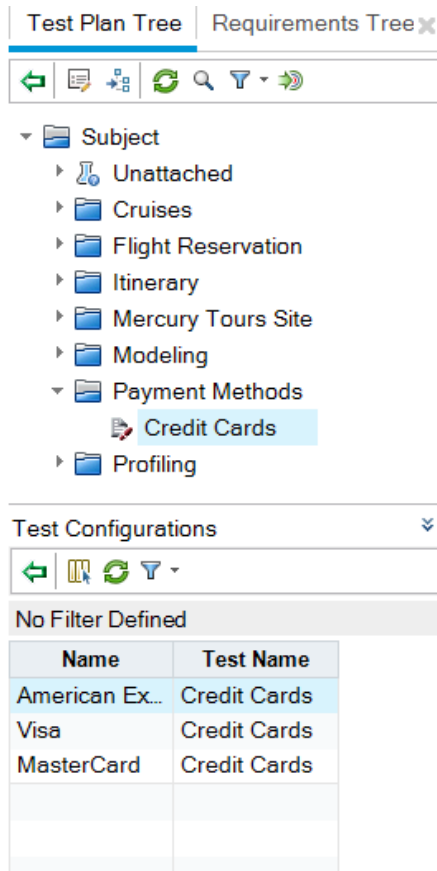 Test Plan Tree Requirements Tree
Subject
Unattached
Cruises
Flight Reservation
Itinerary
Mercury Tours Site
Modeling
Payment Methods
Credit Cards
Profiling
Test Configurations
No Filter Defined
Name Test Name
American Ex... Credit Cards
Visa Credit Cards
MasterCard Credit Cards